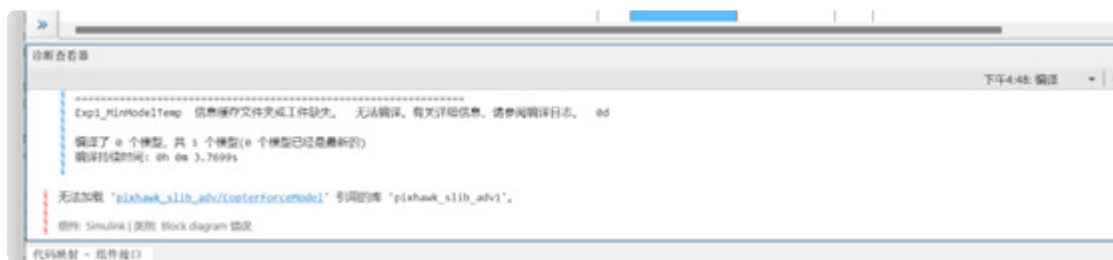 诊断查看器
下午4:48: 编译
====================================================================
Exp1_MinModelTemp 信息缓存文件夹或工件缺失。 无法编译。有关详细信息，请参阅编译日志。 0d
编译了 0 个模型，共 1 个模型(0 个模型已经是最新的)
编译持续时间: 0h 0m 3.7699s
无法加载 'pixhawk_slib_adv/CopterForceModel' 引用的库 'pixhawk_slib_adv1'。
组件: Simulink | 类别: Block diagram 错误
代码映射 - 组件接口